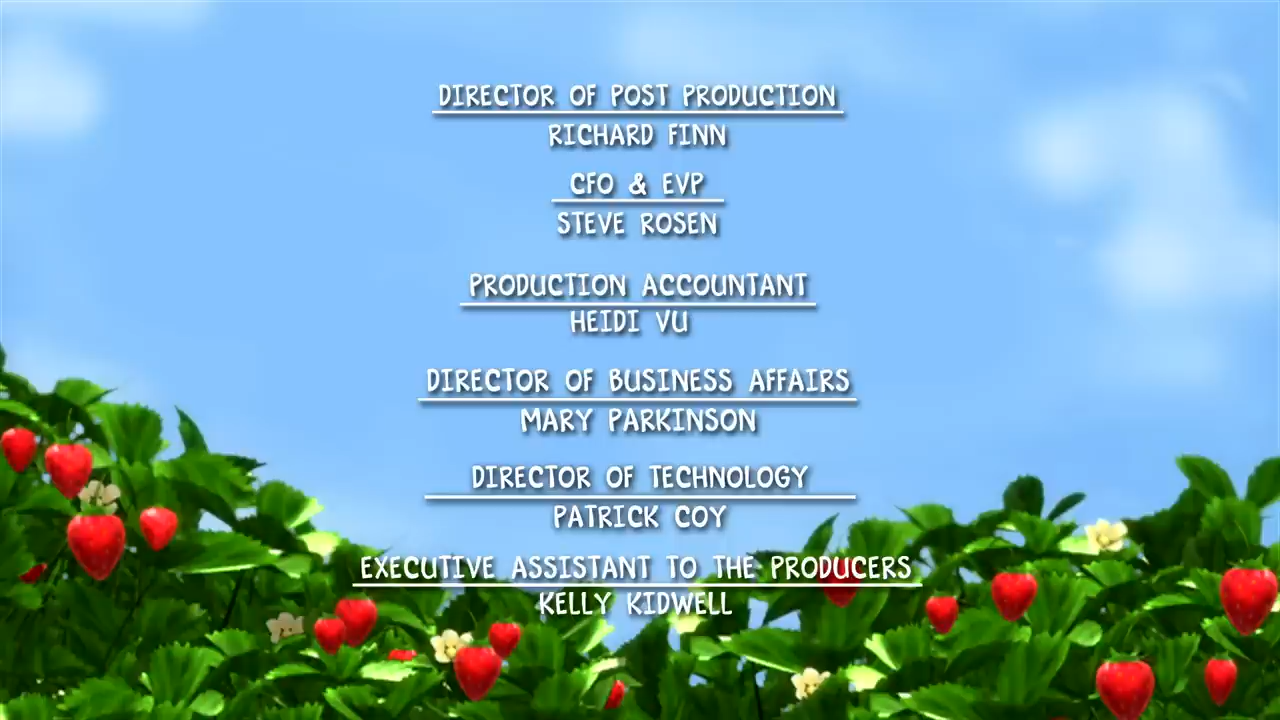 DIRECTOR OF POST PRODUCTION
RICHARD FINN
CFO & EVP
STEVE ROSEN
PRODUCTION ACCOUNTANT
HEIDI VU
DIRECTOR OF BUSINESS AFFAIRS
MARY PARKINSON
DIRECTOR OF TECHNOLOGY
PATRICK COY
EXECUTIVE ASSISTANT TO THE PRODUCERS
KELLY KIDWELL